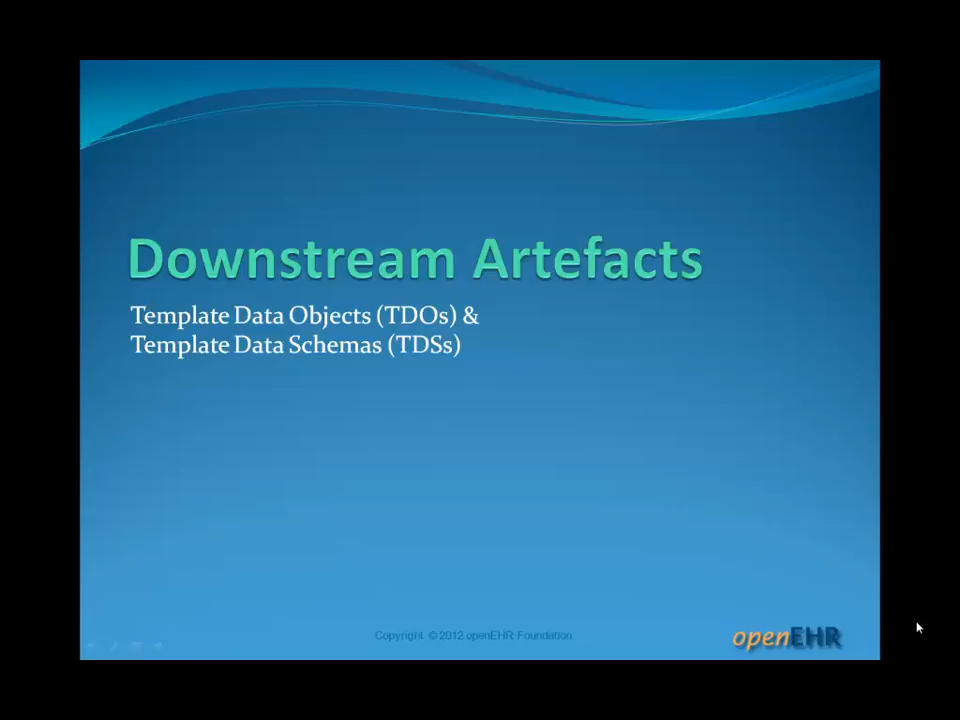 Downstream Artefacts
Template Data Objects (TDOs) &
Template Data Schemas (TDSs)
Copyright © 2012 openEHR Foundation
openEHR